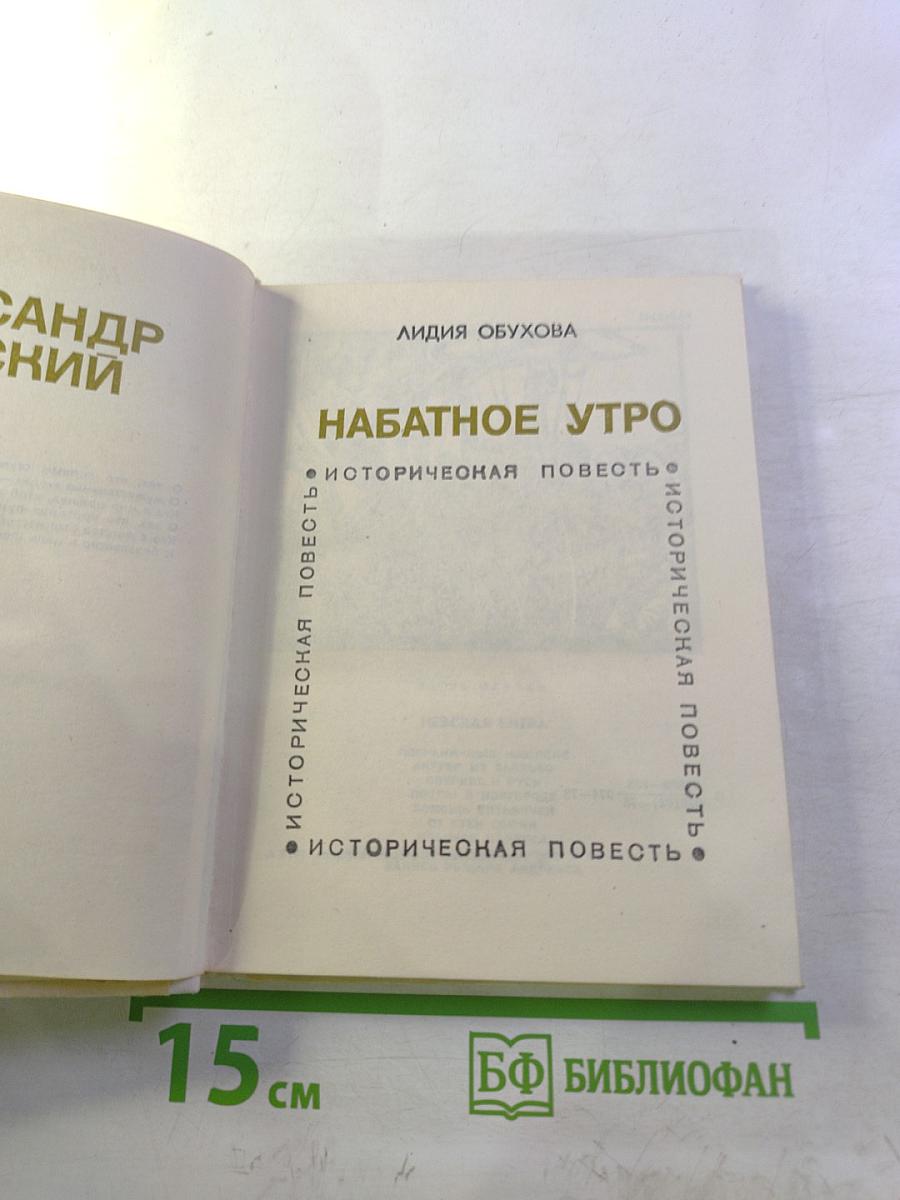 САНДР
СКИЙ
ЛИДИЯ ОБУХОВА
НАБАТНОЕ УТРО
• ИСТОРИЧЕСКАЯ ПОВЕСТЬ •
ИСТОРИЧЕСКАЯ ПОВЕСТЬ
ИСТОРИЧЕСКАЯ ПОВЕСТЬ
• ИСТОРИЧЕСКАЯ ПОВЕСТЬ •
15 см
БФ БИБЛИОФАН